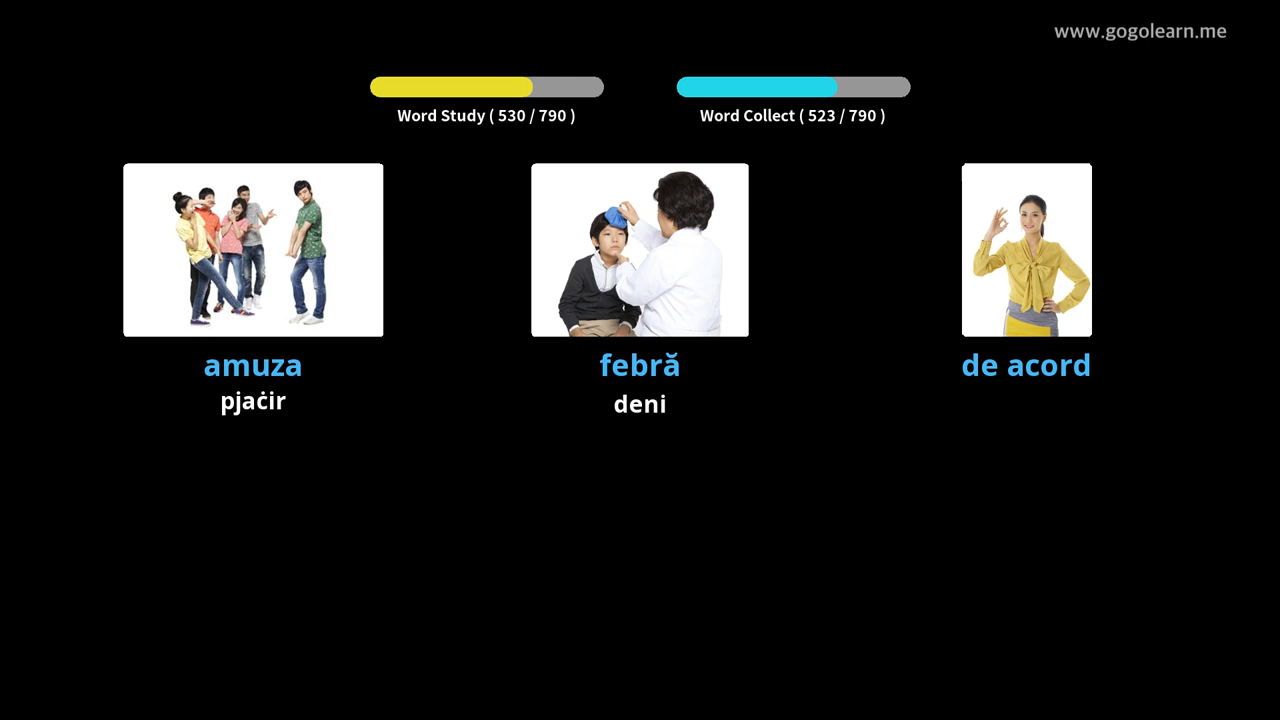 www.gogolearn.me
Word Study ( 530 / 790 )
Word Collect ( 523 / 790 )
amuza
pjaċir
febră
deni
de acord